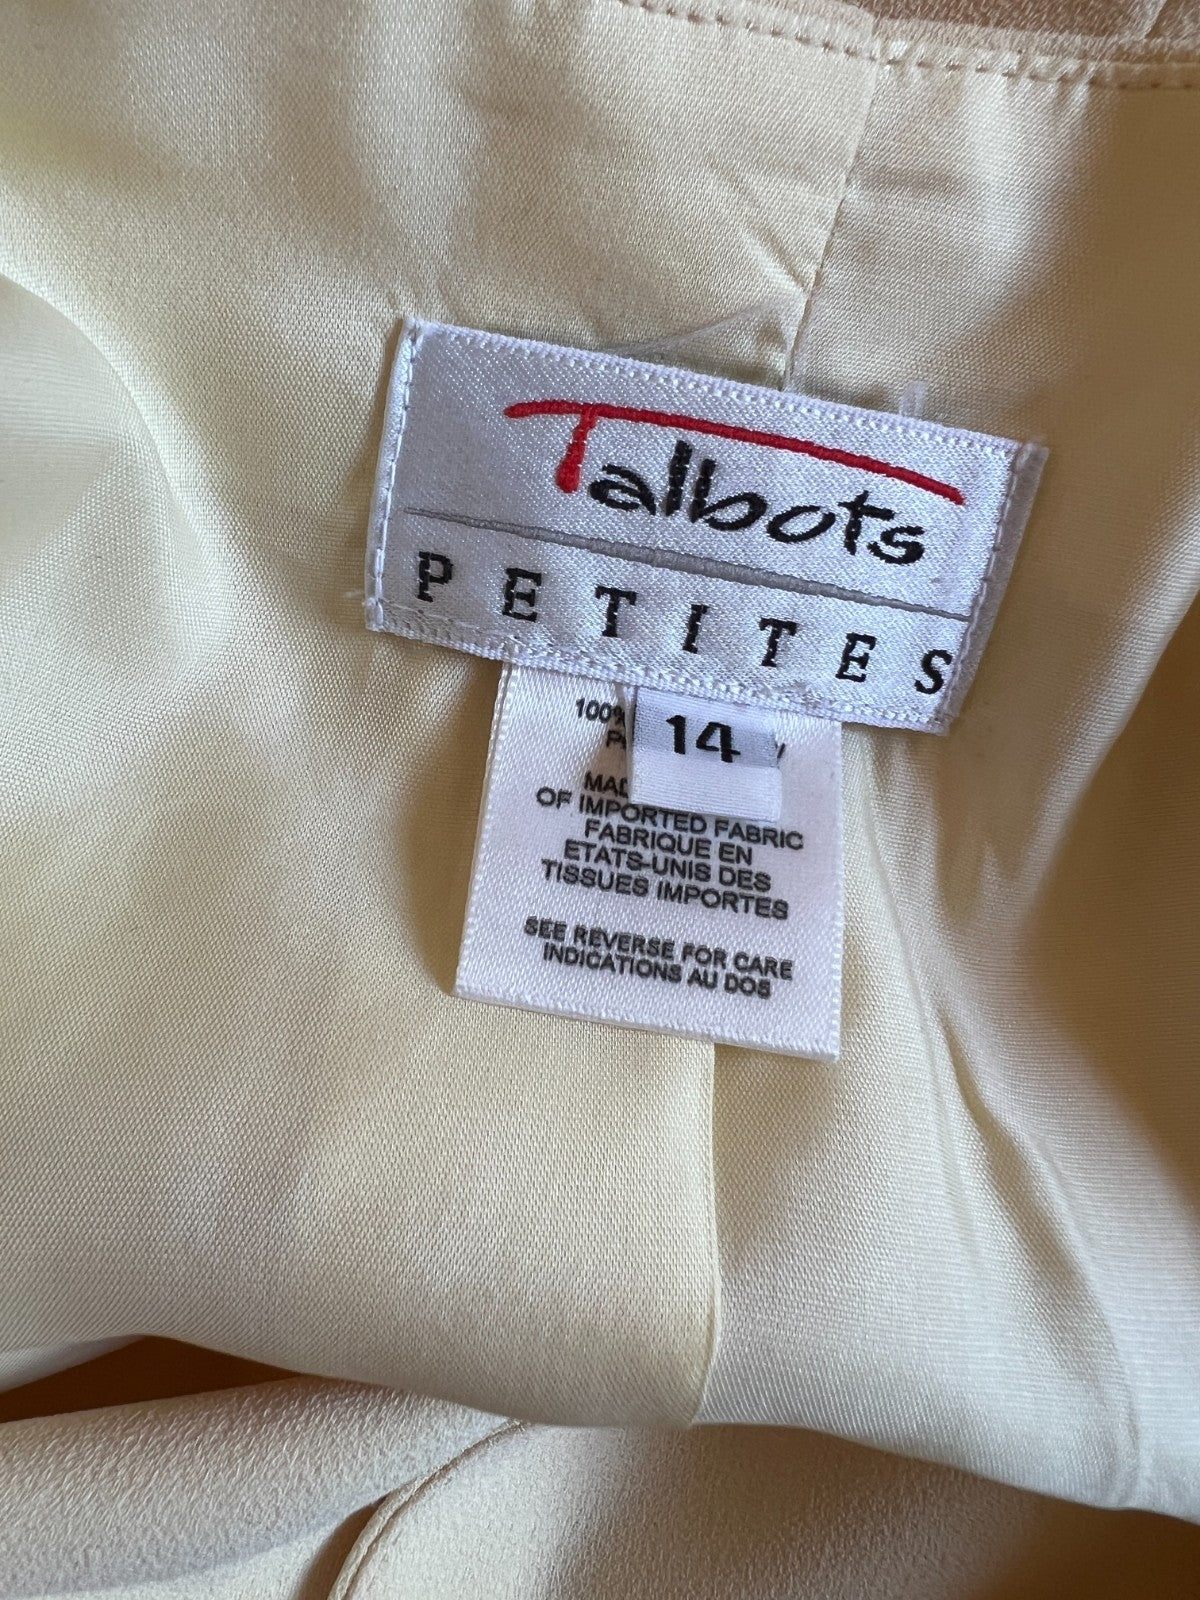 Talbots
PETITES
14
100%
OF IMPORTED FABRIC
FABRIQUE EN
ETATS-UNIS DES
TISSUES IMPORTES
SEE REVERSE FOR CARE
INDICATIONS AU DOS